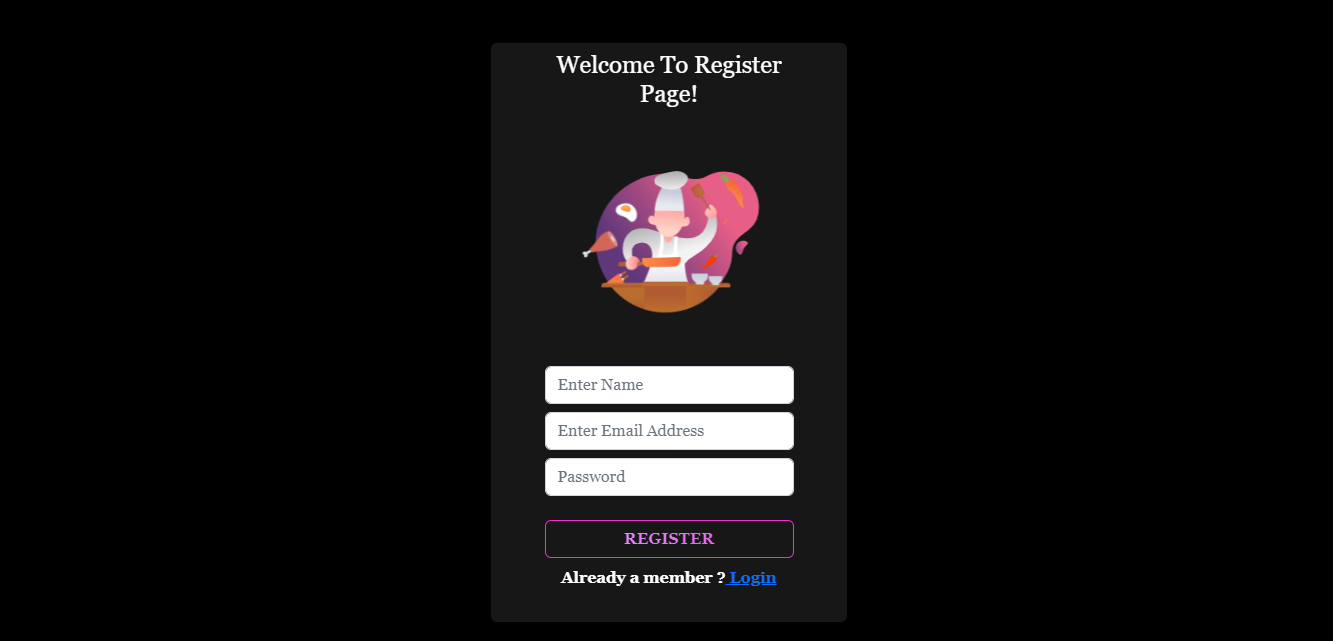 Welcome To Register
Page!
Enter Name
Enter Email Address
Password
REGISTER
Already a member ? Login